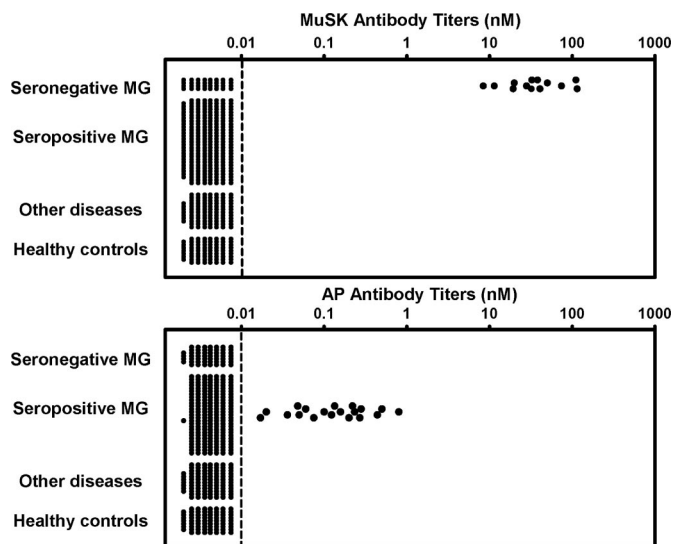 MuSK Antibody Titers (nM)
0.01 0.1 1 10 100 1000
Seronegative MG
Seropositive MG
Other diseases
Healthy controls
AP Antibody Titers (nM)
0.01 0.1 1 10 100 1000
Seronegative MG
Seropositive MG
Other diseases
Healthy controls